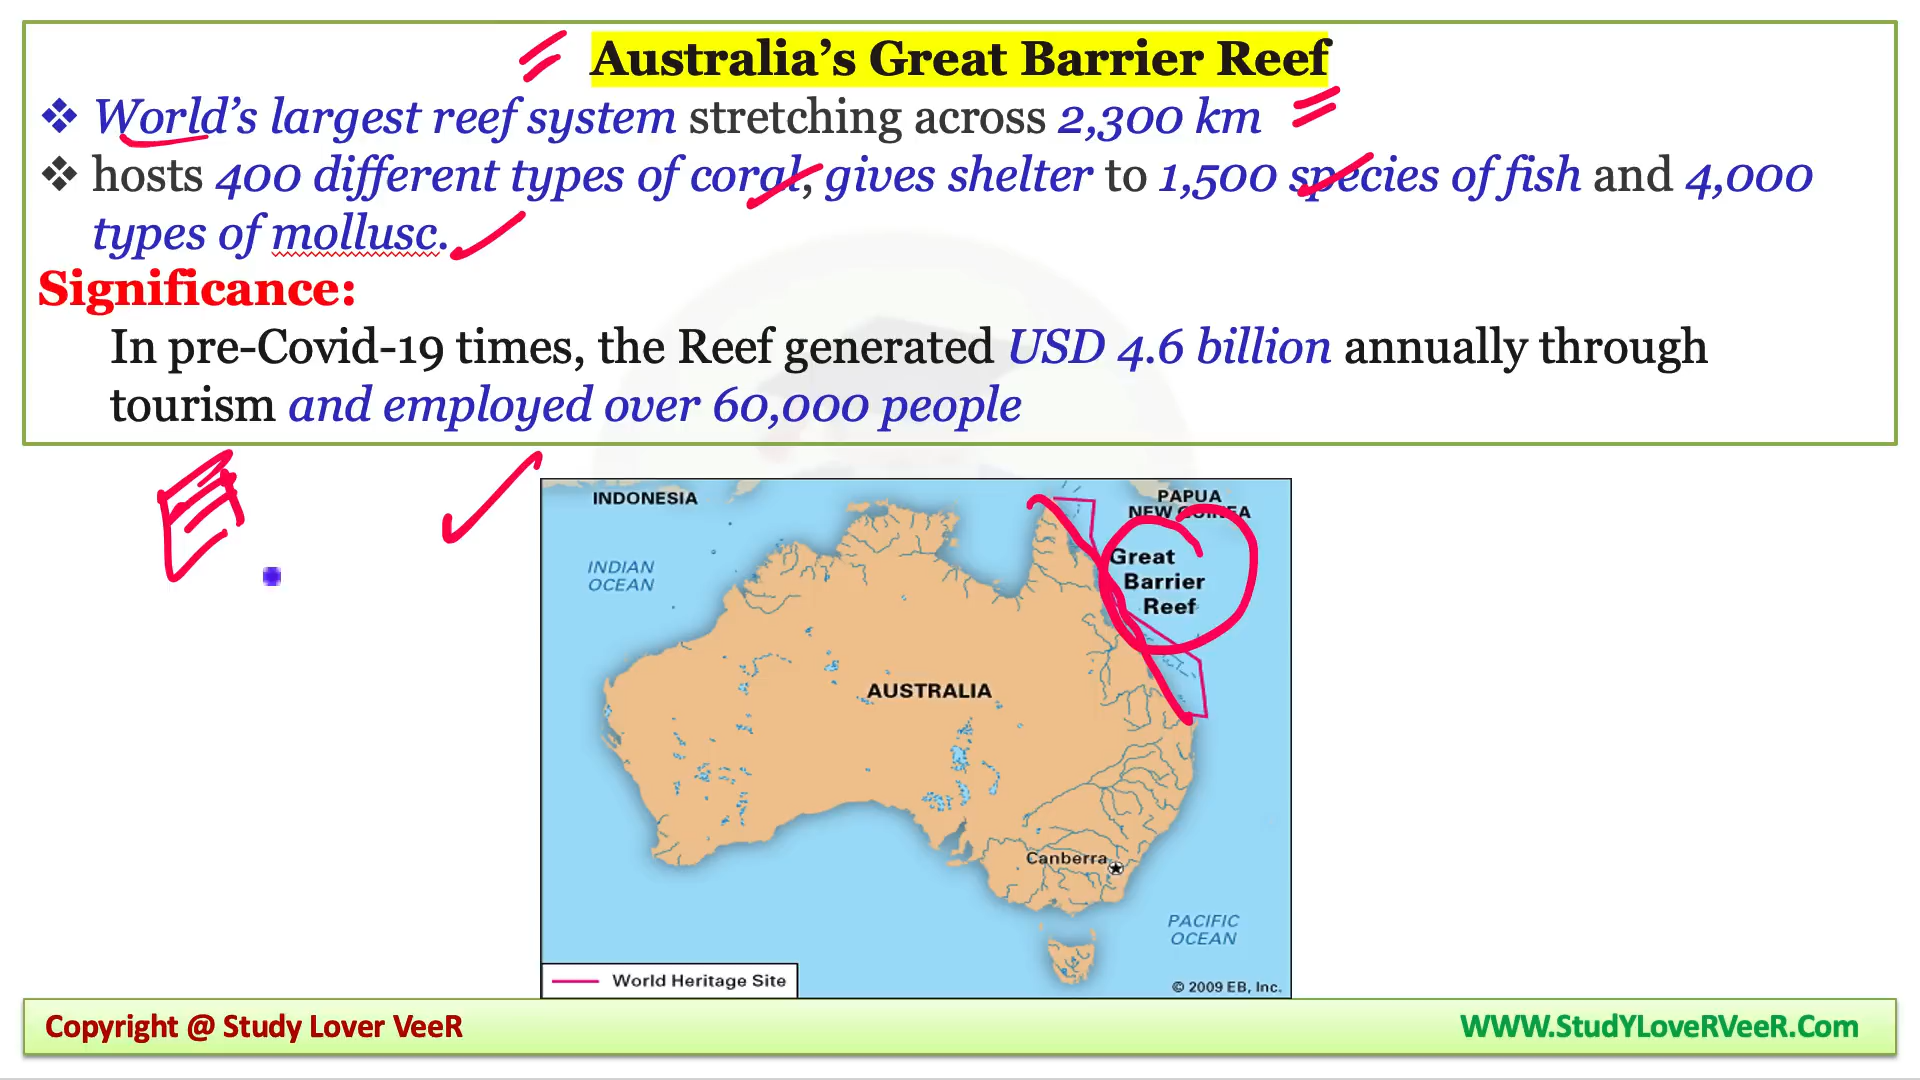 Australia’s Great Barrier Reef
❖ World’s largest reef system stretching across 2,300 km
❖ hosts 400 different types of coral, gives shelter to 1,500 species of fish and 4,000
types of mollusc.
Significance:
In pre-Covid-19 times, the Reef generated USD 4.6 billion annually through
tourism and employed over 60,000 people
INDONESIA
PAPUA
NEW GUINEA
INDIAN
OCEAN
Great
Barrier
Reef
AUSTRALIA
Canberra
PACIFIC
OCEAN
World Heritage Site
© 2009 EB, Inc.
Copyright @ Study Lover VeeR
WWW.StudYLoveRVeeR.Com